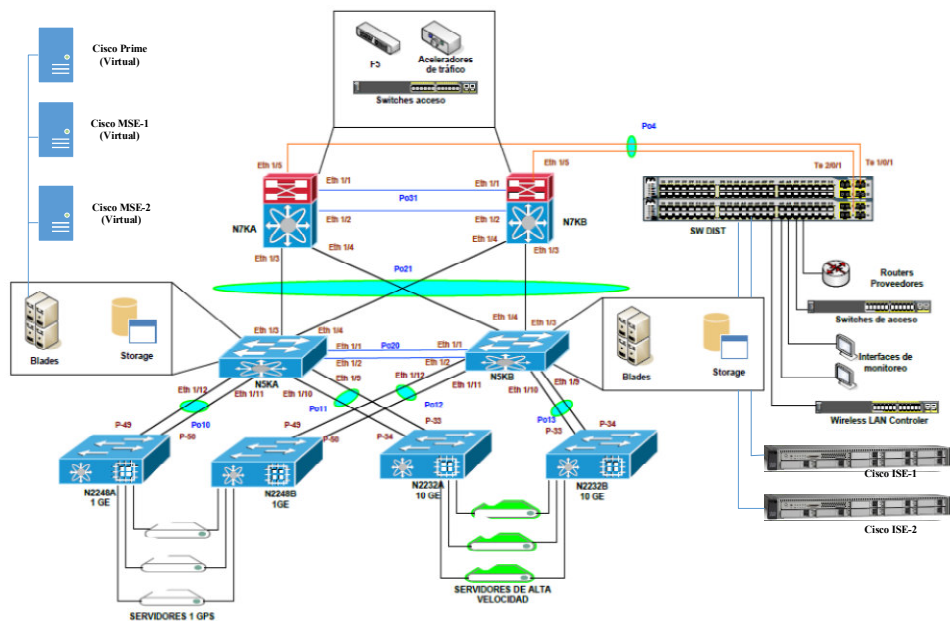 Cisco Prime
(Virtual)
Cisco MSE-1
(Virtual)
Cisco MSE-2
(Virtual)
F5
Aceleradores
de tráfico
Switches acceso
Po4
Eth 1/5
Eth 1/5
Te 2/0/1
Te 1/0/1
Eth 1/1
Eth 1/1
Po31
Eth 1/2
Eth 1/2
N7KA
N7KB
SW DIST
Eth 1/4
Eth 1/4
Eth 1/3
Eth 1/3
Po21
Routers
Proveedores
Switches de acceso
Interfaces de
monitoreo
Wireless LAN Controler
Blades
Storage
Eth 1/3
Eth 1/4
Eth 1/4
Eth 1/3
Eth 1/1
Po20
Eth 1/1
Eth 1/2
Eth 1/2
N5KA
N5KB
Blades
Storage
Eth 1/12
Eth 1/11
Eth 1/10
Eth 1/9
Eth 1/12
Eth 1/11
Eth 1/10
Eth 1/9
Po10
Po11
Po12
Po13
P-49
P-50
P-49
P-50
P-34
P-33
P-33
P-34
N2248A
1 GE
N2248B
1GE
N2232A
10 GE
N2232B
10 GE
Cisco ISE-1
Cisco ISE-2
SERVIDORES 1 GPS
SERVIDORES DE ALTA
VELOCIDAD